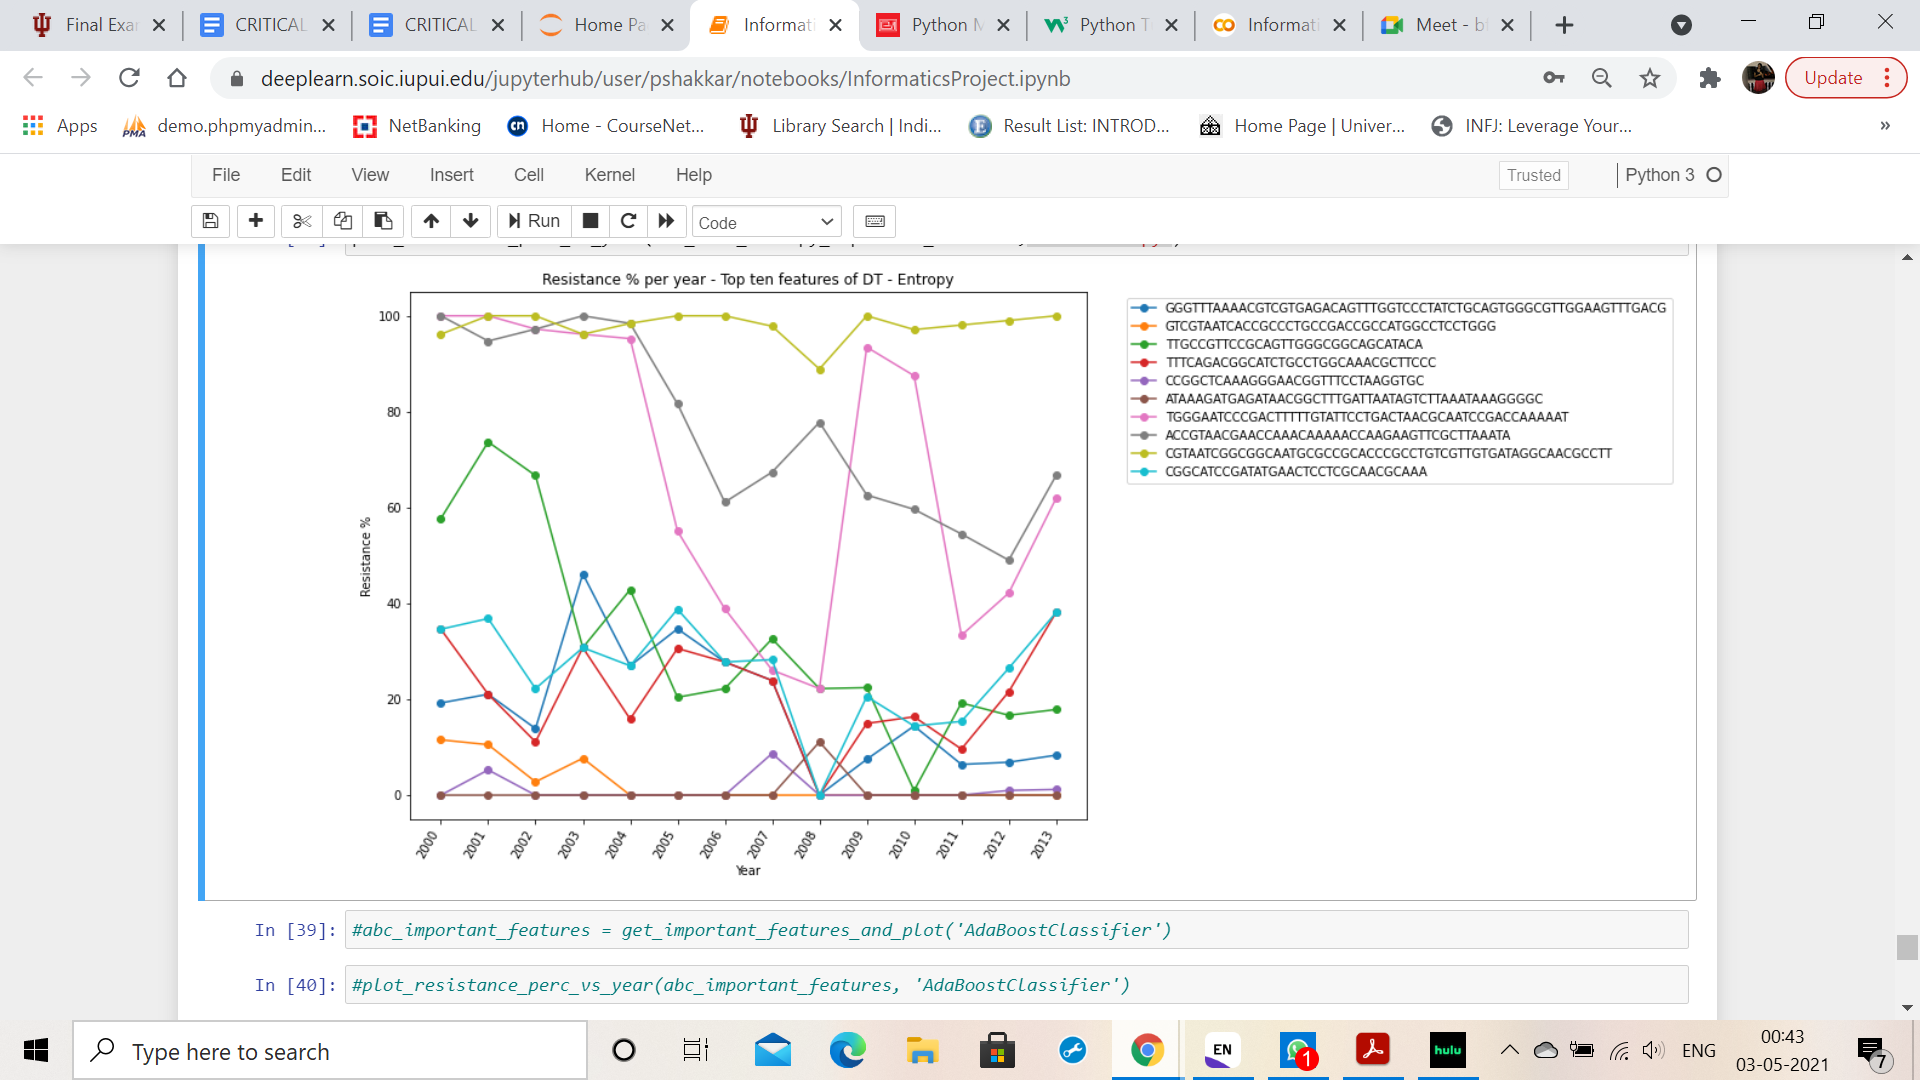 Final Exar
CRITICAL
CRITICAL
Home Pa
Informati
Python M
Python T
Informati
Meet - b
deeplearn.soic.iupui.edu/jupyterhub/user/pshakkar/notebooks/InformaticsProject.ipynb
Update
Apps
demo.phpmyadmin...
NetBanking
Home - CourseNet...
Library Search | Indi...
Result List: INTROD...
Home Page | Univer...
INFJ: Leverage Your...
»
File Edit View Insert Cell Kernel Help
Trusted
Python 3
Run
Code
Resistance % per year - Top ten features of DT - Entropy
100
80
60
40
20
0
Resistance %
2000 2001 2002 2003 2004 2005 2006 2007 2008 2009 2010 2011 2012 2013
Year
GGGTTTAAAACGTCGTGAGACAGTTTGGTCCCTATCTGCAGTGGGCGTTGGAAGTTTGACG
GTCGTAATCACCGCCCTGCCGACCGCCATGGCCTCCTGGG
TTGCCGTTCCGCAGTTGGGCGGCAGCATACA
TTTCAGACGGCATCTGCCTGGCAAACGCTTCCC
CCGGCTCAAAGGGAACGGTTTCCTAAGGTGC
ATAAAGATGAGATAACGGCTTTGATTAATAGTCTTAAATAAAGGGGC
TGGGAATCCCGACTTTTTGTATTCCTGACTAACGCAATCCGACCAAAAAT
ACCGTAACGAACCAAACAAAAACCAAGAAGTTCGCTTAAATA
CGTAATCGGCGGCAATGCGCCGCACCCGCCTGTCGTTGTGATAGGCAACGCCTT
CGGCATCCGATATGAACTCCTCGCAACGCAAA
In [39]: #abc_important_features = get_important_features_and_plot('AdaBoostClassifier')
In [40]: #plot_resistance_perc_vs_year(abc_important_features, 'AdaBoostClassifier')
Type here to search
EN
1
hulu
ENG
00:43
03-05-2021
7